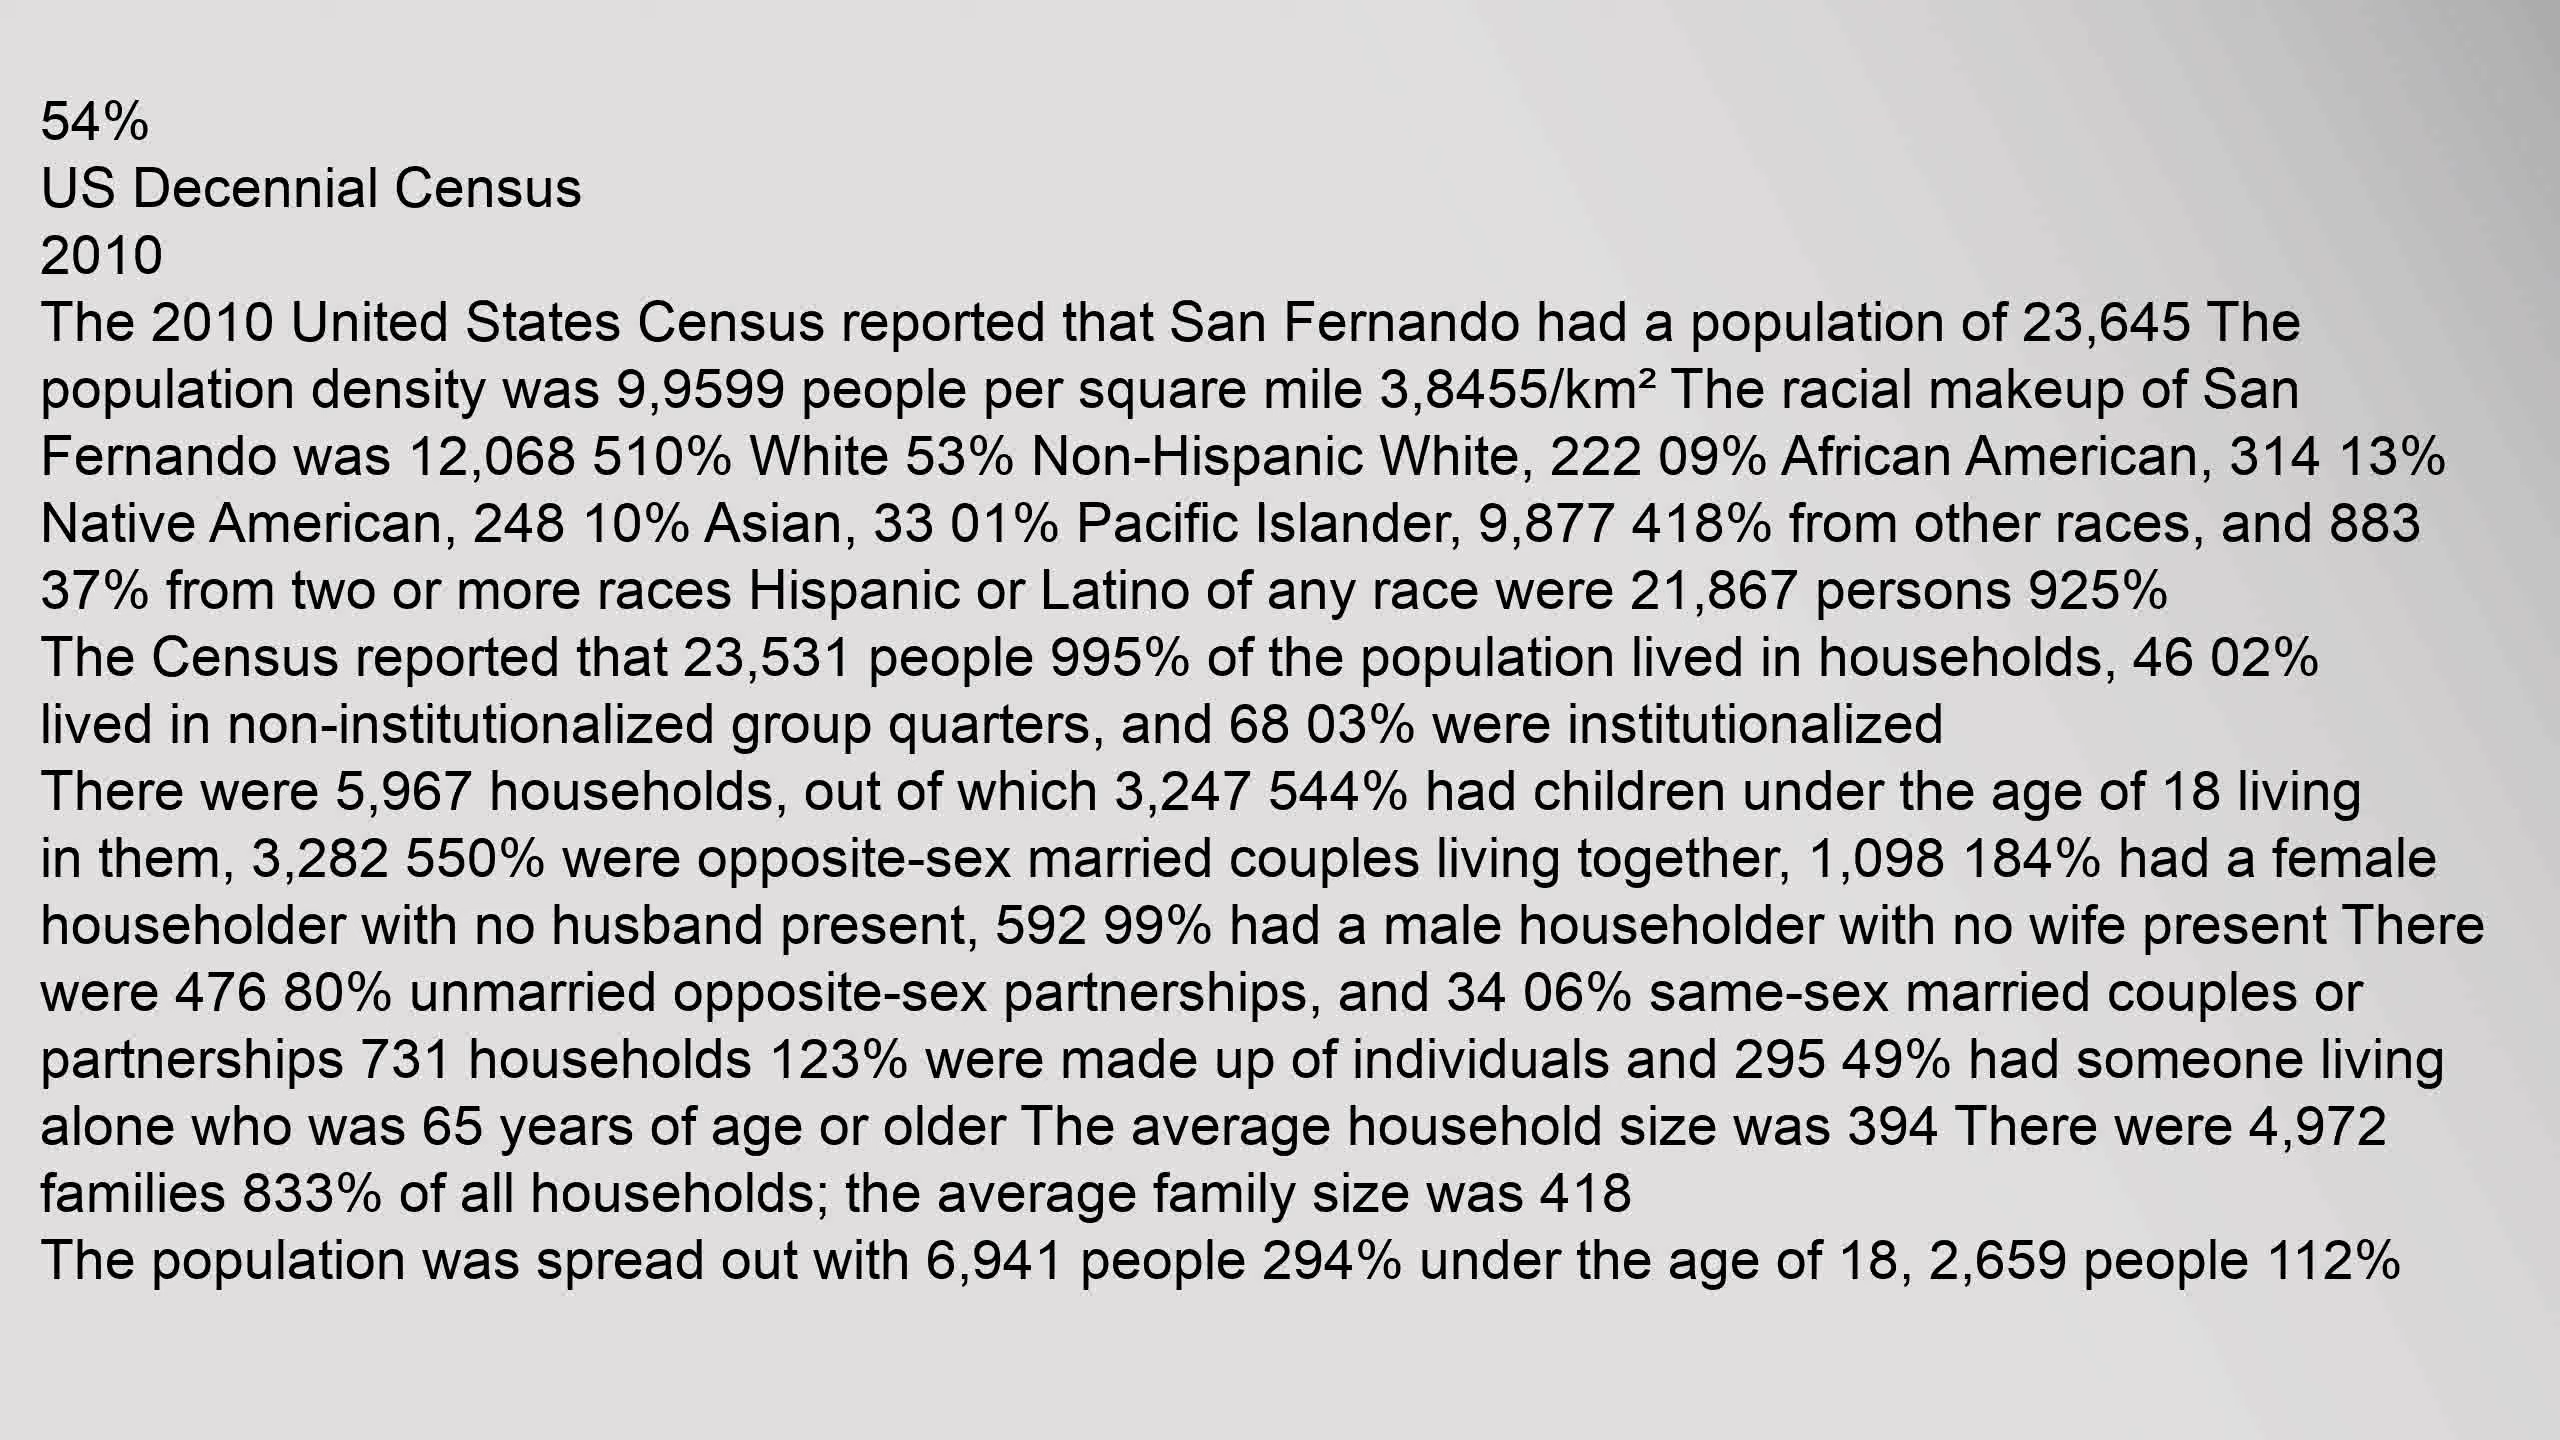 54%
US Decennial Census
2010
The 2010 United States Census reported that San Fernando had a population of 23,645 The
population density was 9,9599 people per square mile 3,8455/km² The racial makeup of San
Fernando was 12,068 510% White 53% Non-Hispanic White, 222 09% African American, 314 13%
Native American, 248 10% Asian, 33 01% Pacific Islander, 9,877 418% from other races, and 883
37% from two or more races Hispanic or Latino of any race were 21,867 persons 925%
The Census reported that 23,531 people 995% of the population lived in households, 46 02%
lived in non-institutionalized group quarters, and 68 03% were institutionalized
There were 5,967 households, out of which 3,247 544% had children under the age of 18 living
in them, 3,282 550% were opposite-sex married couples living together, 1,098 184% had a female
householder with no husband present, 592 99% had a male householder with no wife present There
were 476 80% unmarried opposite-sex partnerships, and 34 06% same-sex married couples or
partnerships 731 households 123% were made up of individuals and 295 49% had someone living
alone who was 65 years of age or older The average household size was 394 There were 4,972
families 833% of all households; the average family size was 418
The population was spread out with 6,941 people 294% under the age of 18, 2,659 people 112%